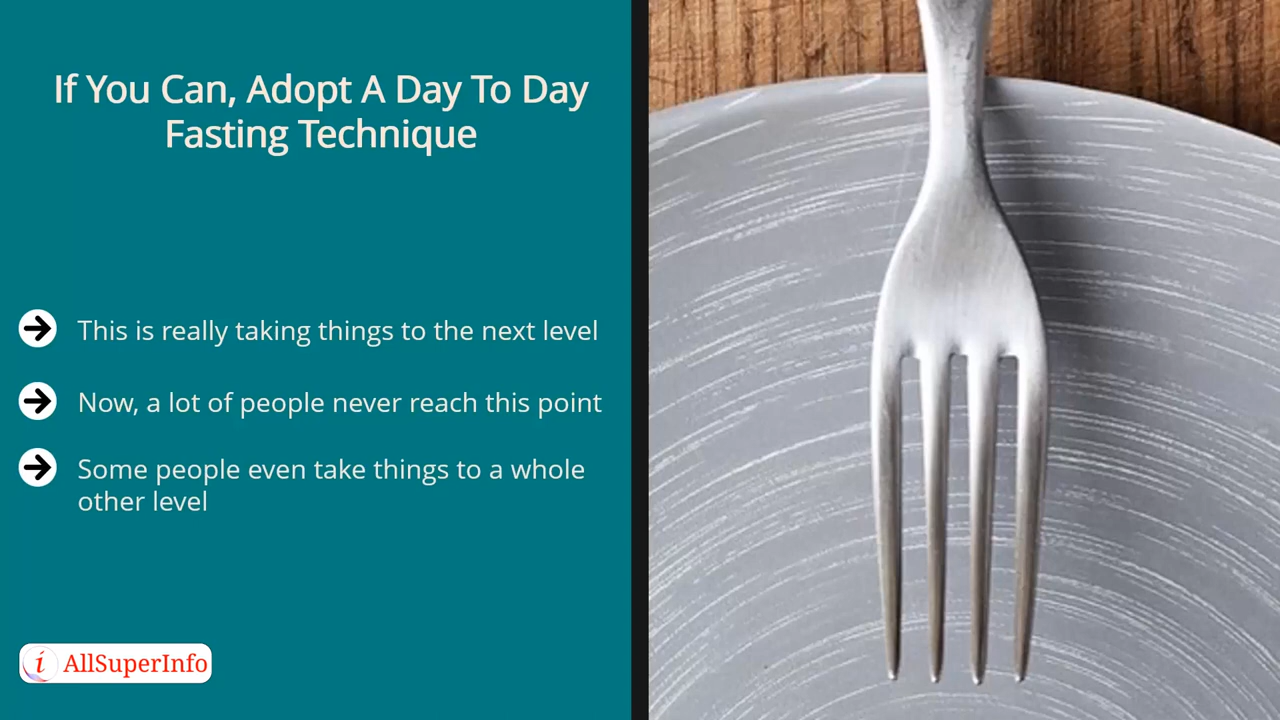 If You Can, Adopt A Day To Day
Fasting Technique
This is really taking things to the next level
Now, a lot of people never reach this point
Some people even take things to a whole
other level
i AllSuperInfo